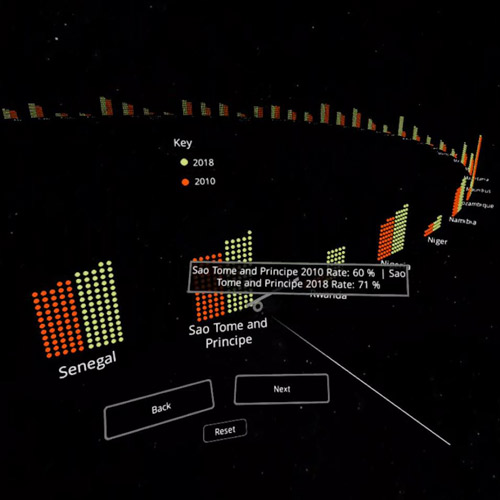 Key
2018
2010
Mozambique
Namibia
Niger
Nigeria
Sao Tome and Principe 2010 Rate: 60 % | Sao
Tome and Principe 2018 Rate: 71 %
Rwanda
Sao Tome and
Principe
Senegal
Back
Next
Reset